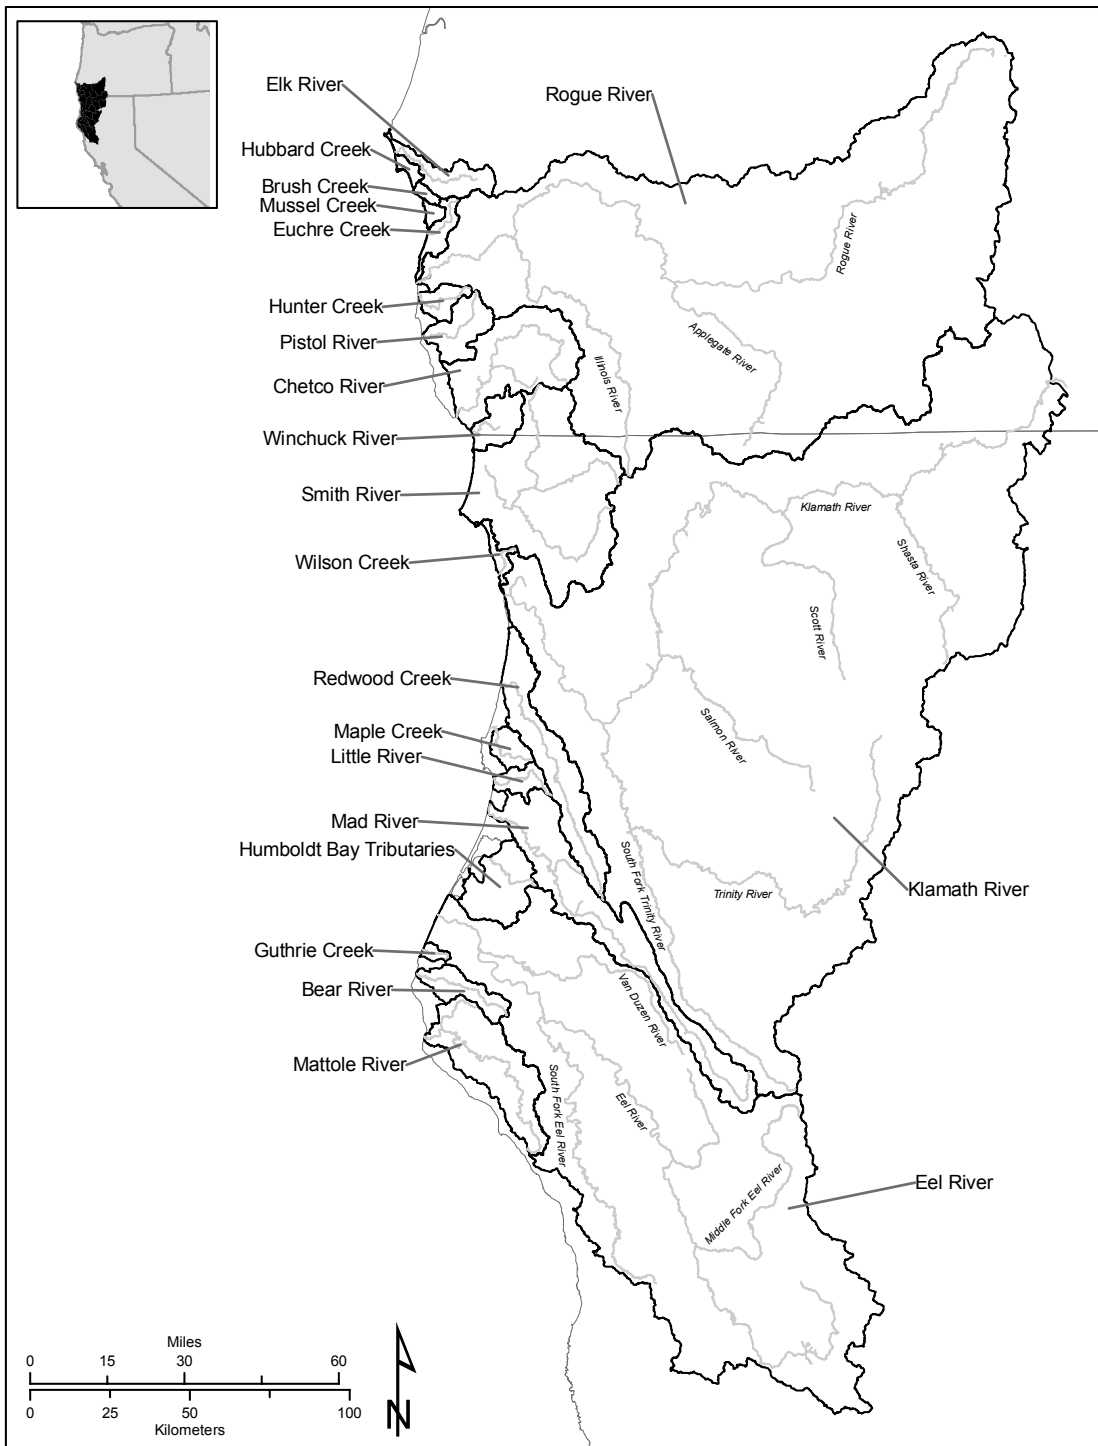 Elk River
Rogue River
Hubbard Creek
Brush Creek
Mussel Creek
Euchre Creek
Rogue River
Hunter Creek
Pistol River
Applegate River
Illinois River
Chetco River
Winchuck River
Smith River
Klamath River
Shasta River
Wilson Creek
Scott River
Redwood Creek
Salmon River
Maple Creek
Little River
Mad River
Humboldt Bay Tributaries
South Fork Trinity River
Trinity River
Klamath River
Guthrie Creek
Bear River
Van Duzen River
Mattole River
South Fork Eel River
Eel River
Middle Fork Eel River
Eel River
Miles
0 15 30 60
0 25 50 100
Kilometers
N